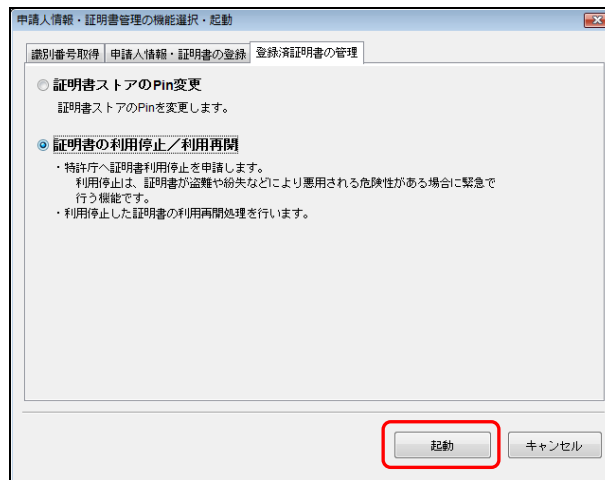 申請人情報・証明書管理の機能選択・起動
識別番号取得 申請人情報・証明書の登録 登録済証明書の管理
証明書ストアのPin変更
証明書ストアのPinを変更します。
証明書の利用停止／利用再開
・特許庁へ証明書利用停止を申請します。
利用停止は、証明書が盗難や紛失などにより悪用される危険性がある場合に緊急で
行う機能です。
・利用停止した証明書の利用再開処理を行います。
起動 キャンセル